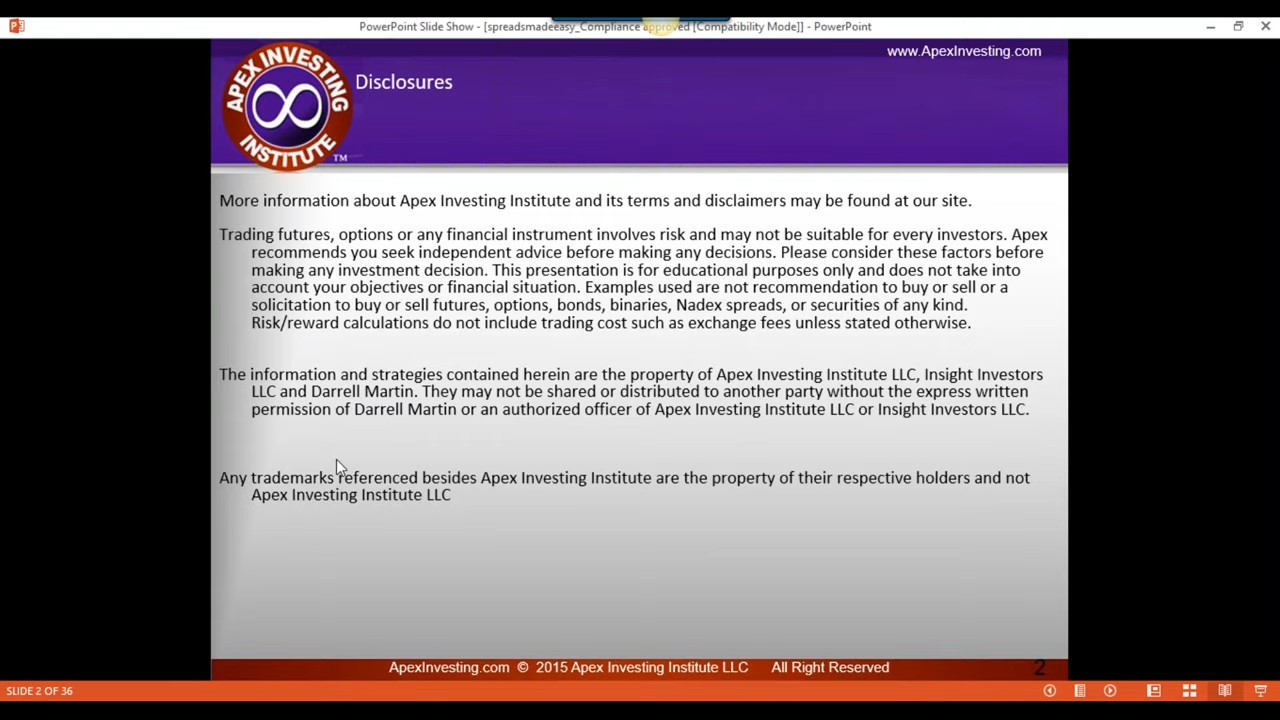 PowerPoint Slide Show - [spreadsmadeeasy_Compliance approved [Compatibility Mode]] - PowerPoint
www.ApexInvesting.com
APEX INVESTING
INSTITUTE
TM
Disclosures
More information about Apex Investing Institute and its terms and disclaimers may be found at our site.
Trading futures, options or any financial instrument involves risk and may not be suitable for every investors. Apex
recommends you seek independent advice before making any decisions. Please consider these factors before
making any investment decision. This presentation is for educational purposes only and does not take into
account your objectives or financial situation. Examples used are not recommendation to buy or sell or a
solicitation to buy or sell futures, options, bonds, binaries, Nadex spreads, or securities of any kind.
Risk/reward calculations do not include trading cost such as exchange fees unless stated otherwise.
The information and strategies contained herein are the property of Apex Investing Institute LLC, Insight Investors
LLC and Darrell Martin. They may not be shared or distributed to another party without the express written
permission of Darrell Martin or an authorized officer of Apex Investing Institute LLC or Insight Investors LLC.
Any trademarks referenced besides Apex Investing Institute are the property of their respective holders and not
Apex Investing Institute LLC
ApexInvesting.com © 2015 Apex Investing Institute LLC All Right Reserved
2
SLIDE 2 OF 36